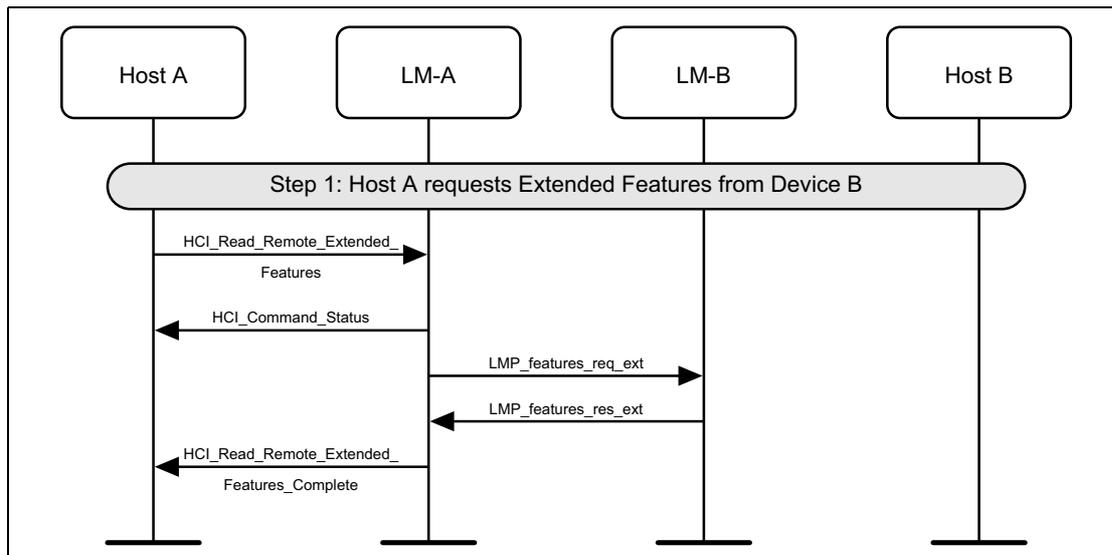 Host A
LM-A
LM-B
Host B
Step 1: Host A requests Extended Features from Device B
HCI_Read_Remote_Extended_
Features
HCI_Command_Status
LMP_features_req_ext
LMP_features_res_ext
HCI_Read_Remote_Extended_
Features_Complete